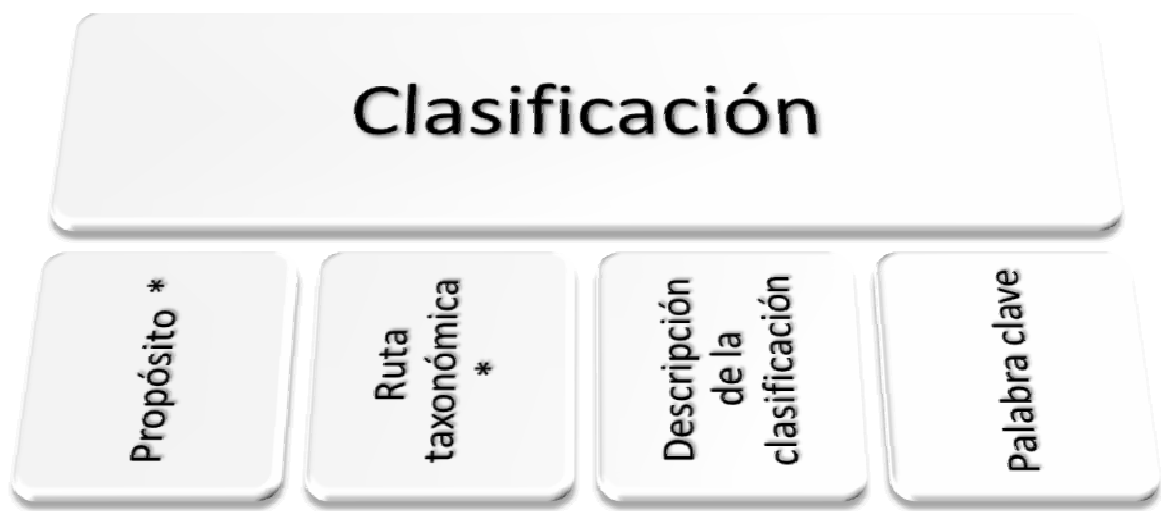 Clasificación
Propósito *
Ruta
taxonómica
*
Descripción
de la
clasificación
Palabra clave